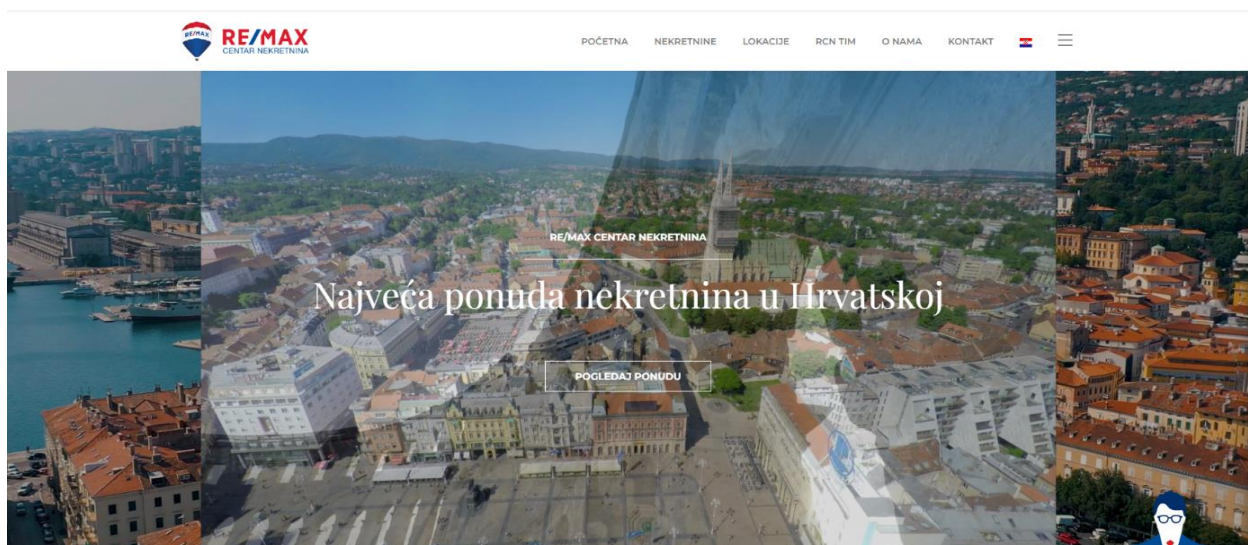 RE/MAX
RE/MAX
CENTAR NEKRETNINA
POČETNA NEKRETNINE LOKACIJE RCN TIM O NAMA KONTAKT
RE/MAX CENTAR NEKRETNINA
Najveća ponuda nekretnina u Hrvatskoj
POGLEDAJ PONUDU